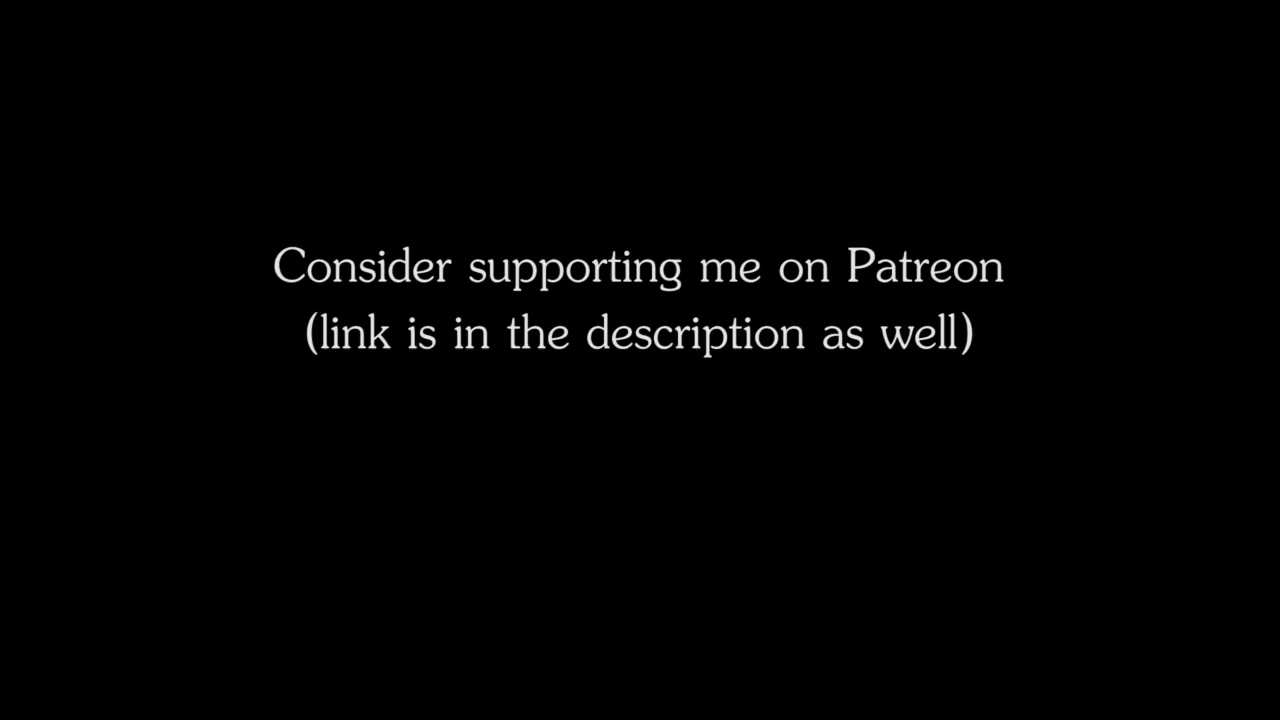 Consider supporting me on Patreon
(link is in the description as well)